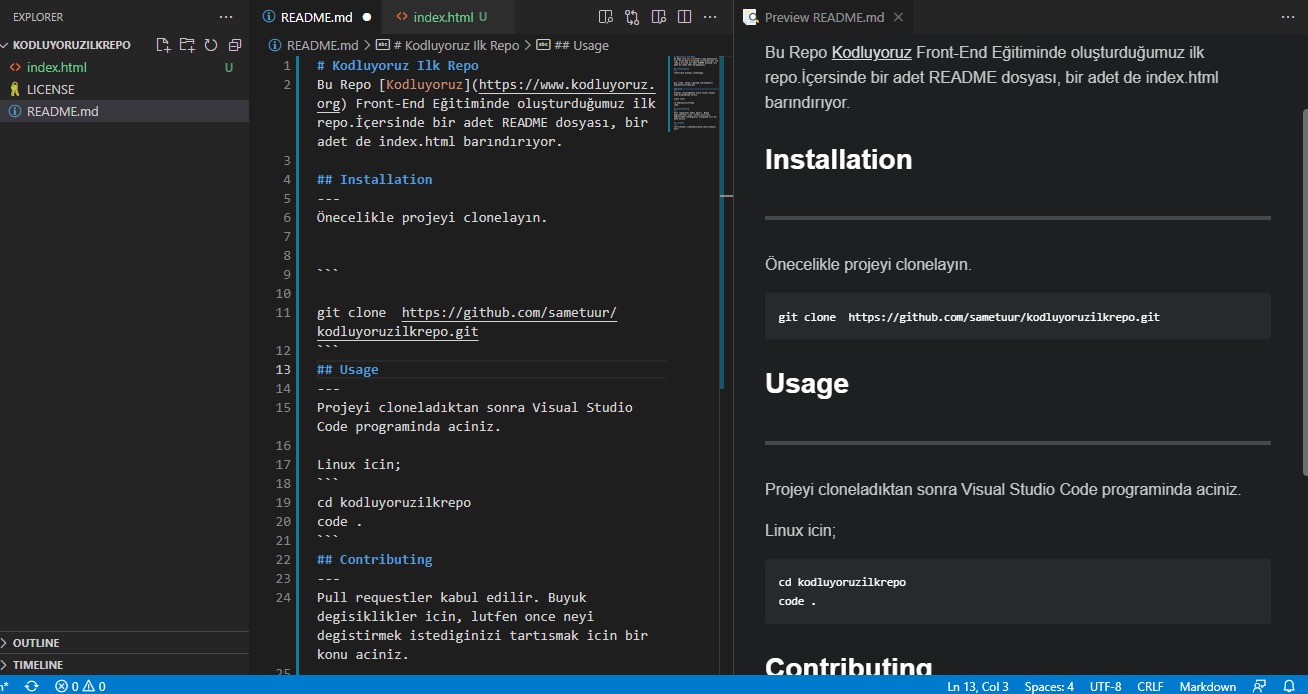 EXPLORER
KODLUYORUZILKREPO
index.html U
LICENSE
README.md
OUTLINE
TIMELINE
README.md
index.html U
README.md > # Kodluyoruz Ilk Repo > ## Usage
1 # Kodluyoruz Ilk Repo
2 Bu Repo [Kodluyoruz](https://www.kodluyoruz.
org) Front-End Eğitiminde oluşturduğumuz ilk
repo.İçersinde bir adet README dosyası, bir
adet de index.html barındırıyor.
3
4 ## Installation
5 ---
6 Önecelikle projeyi clonelayın.
7
8
9 ```
10
11 git clone  https://github.com/sametuur/
kodluyoruzilkrepo.git
12 ```
13 ## Usage
14 ---
15 Projeyi cloneladıktan sonra Visual Studio
Code programinda aciniz.
16
17 Linux icin;
18 ```
19 cd kodluyoruzilkrepo
20 code .
21 ```
22 ## Contributing
23 ---
24 Pull requestler kabul edilir. Buyuk
degisiklikler icin, lutfen once neyi
degistirmek istediginizi tartısmak icin bir
konu aciniz.
25
Preview README.md
Bu Repo Kodluyoruz Front-End Eğitiminde oluşturduğumuz ilk
repo.İçersinde bir adet README dosyası, bir adet de index.html
barındırıyor.
Installation
Önecelikle projeyi clonelayın.
git clone  https://github.com/sametuur/kodluyoruzilkrepo.git
Usage
Projeyi cloneladıktan sonra Visual Studio Code programinda aciniz.
Linux icin;
cd kodluyoruzilkrepo
code .
Contributing
0 0
Ln 13, Col 3 Spaces: 4 UTF-8 CRLF Markdown